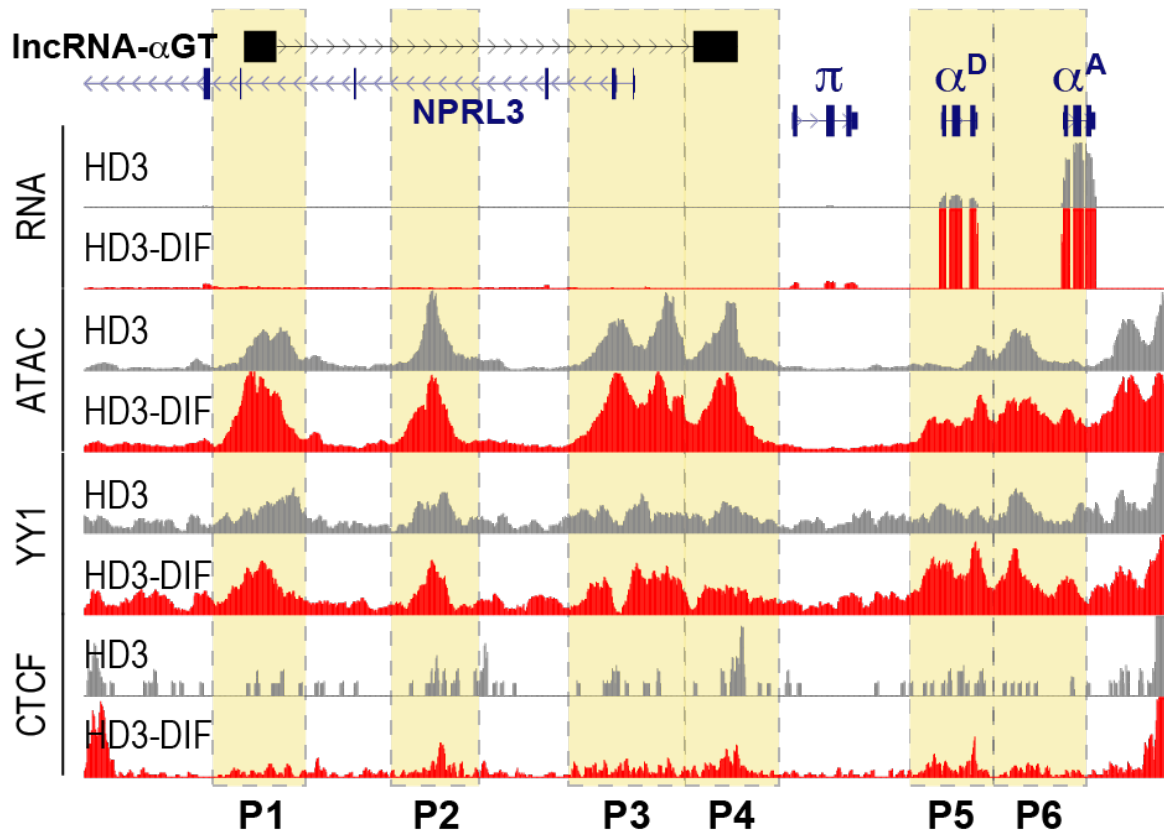 lncRNA-αGT
NPRL3
π
αD
αA
RNA
HD3
HD3-DIF
ATAC
HD3
HD3-DIF
YY1
HD3
HD3-DIF
CTCF
HD3
HD3-DIF
P1 P2 P3 P4 P5 P6